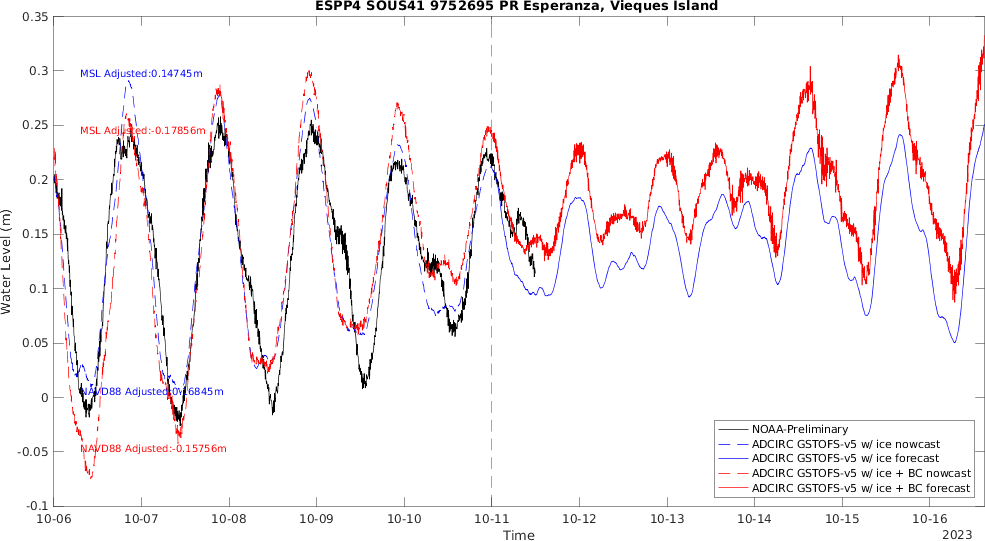 ESPP4 SOUS41 9752695 PR Esperanza, Vieques Island
0.35
0.3
0.25
0.2
0.15
0.1
0.05
0
-0.05
-0.1
Water Level (m)
MSL Adjusted:0.14745m
MSL Adjusted:-0.17856m
NAVD88 Adjusted:0.16845m
NAVD88 Adjusted:-0.15756m
NOAA-Preliminary
ADCIRC GSTOFS-v5 w/ ice nowcast
ADCIRC GSTOFS-v5 w/ ice forecast
ADCIRC GSTOFS-v5 w/ ice + BC nowcast
ADCIRC GSTOFS-v5 w/ ice + BC forecast
10-06 10-07 10-08 10-09 10-10 10-11 10-12 10-13 10-14 10-15 10-16
Time
2023